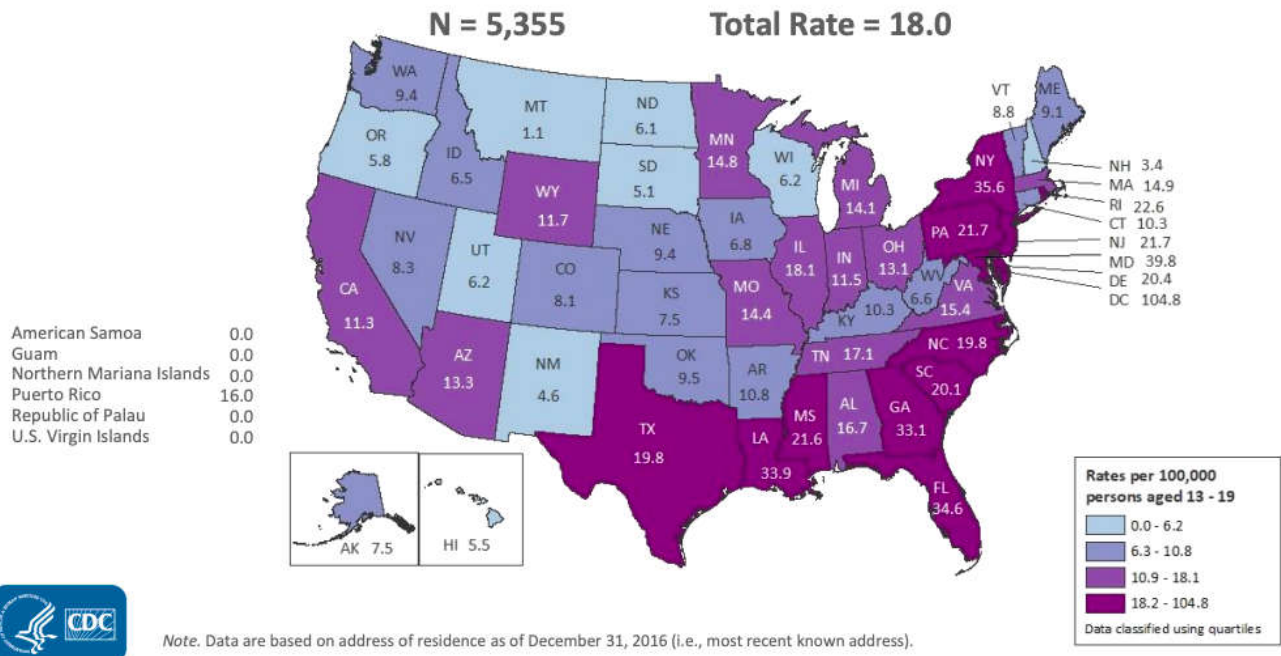 N = 5,355 Total Rate = 18.0
WA
9.4
MT
1.1
ND
6.1
MN
14.8
VT
8.8
ME
9.1
OR
5.8
ID
6.5
SD
5.1
WI
6.2
MI
14.1
NY
35.6
NH 3.4
MA 14.9
RI 22.6
CT 10.3
NJ 21.7
MD 39.8
DE 20.4
DC 104.8
WY
11.7
NE
9.4
IA
6.8
PA 21.7
NV
8.3
UT
6.2
CO
8.1
IL
18.1
IN
11.5
OH
13.1
WV
6.6
VA
15.4
CA
11.3
KS
7.5
MO
14.4
KY 10.3
AZ
13.3
NM
4.6
OK
9.5
AR
10.8
TN 17.1
NC 19.8
SC
20.1
TX
19.8
LA
33.9
MS
21.6
AL
16.7
GA
33.1
FL
34.6
American Samoa 0.0
Guam 0.0
Northern Mariana Islands 0.0
Puerto Rico 16.0
Republic of Palau 0.0
U.S. Virgin Islands 0.0
AK 7.5
HI 5.5
Rates per 100,000
persons aged 13 - 19
0.0 - 6.2
6.3 - 10.8
10.9 - 18.1
18.2 - 104.8
Data classified using quartiles
CDC
Note. Data are based on address of residence as of December 31, 2016 (i.e., most recent known address).